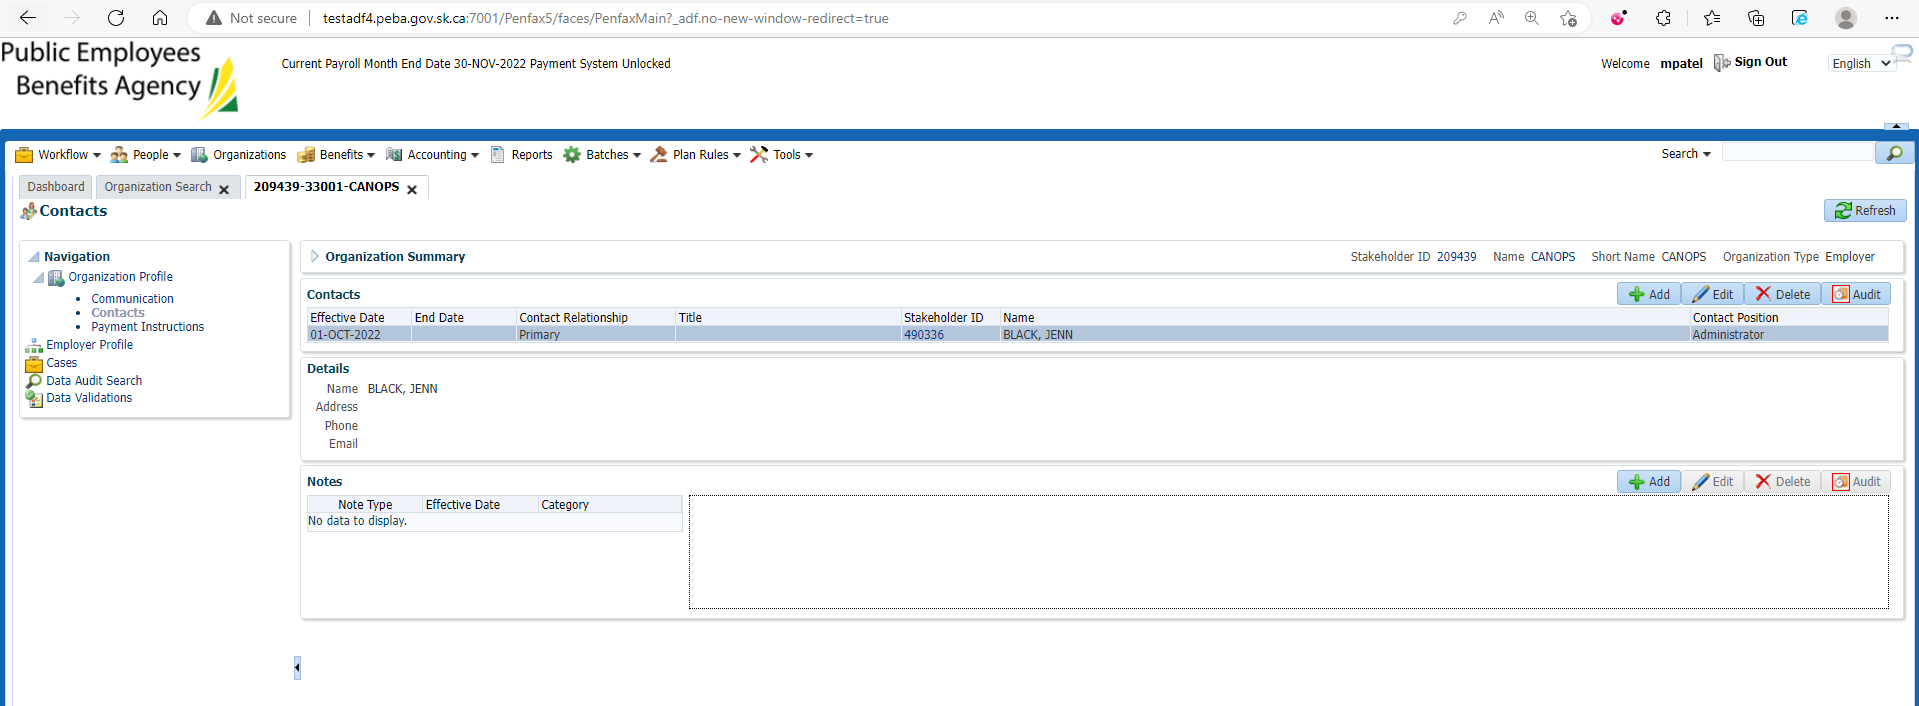 Not secure | testadf4.peba.gov.sk.ca:7001/Penfax5/faces/PenfaxMain?_adf.no-new-window-redirect=true
Public Employees
Benefits Agency
Current Payroll Month End Date 30-NOV-2022 Payment System Unlocked
Welcome mpatel Sign Out English
Workflow People Organizations Benefits Accounting Reports Batches Plan Rules Tools Search
Dashboard Organization Search 209439-33001-CANOPS
Contacts
Refresh
Navigation
Organization Profile
Communication
Contacts
Payment Instructions
Employer Profile
Cases
Data Audit Search
Data Validations
Organization Summary Stakeholder ID 209439 Name CANOPS Short Name CANOPS Organization Type Employer
Contacts Add Edit Delete Audit
Effective Date End Date Contact Relationship Title Stakeholder ID Name Contact Position
01-OCT-2022 Primary 490336 BLACK, JENN Administrator
Details
Name BLACK, JENN
Address
Phone
Email
Notes Add Edit Delete Audit
Note Type Effective Date Category
No data to display.